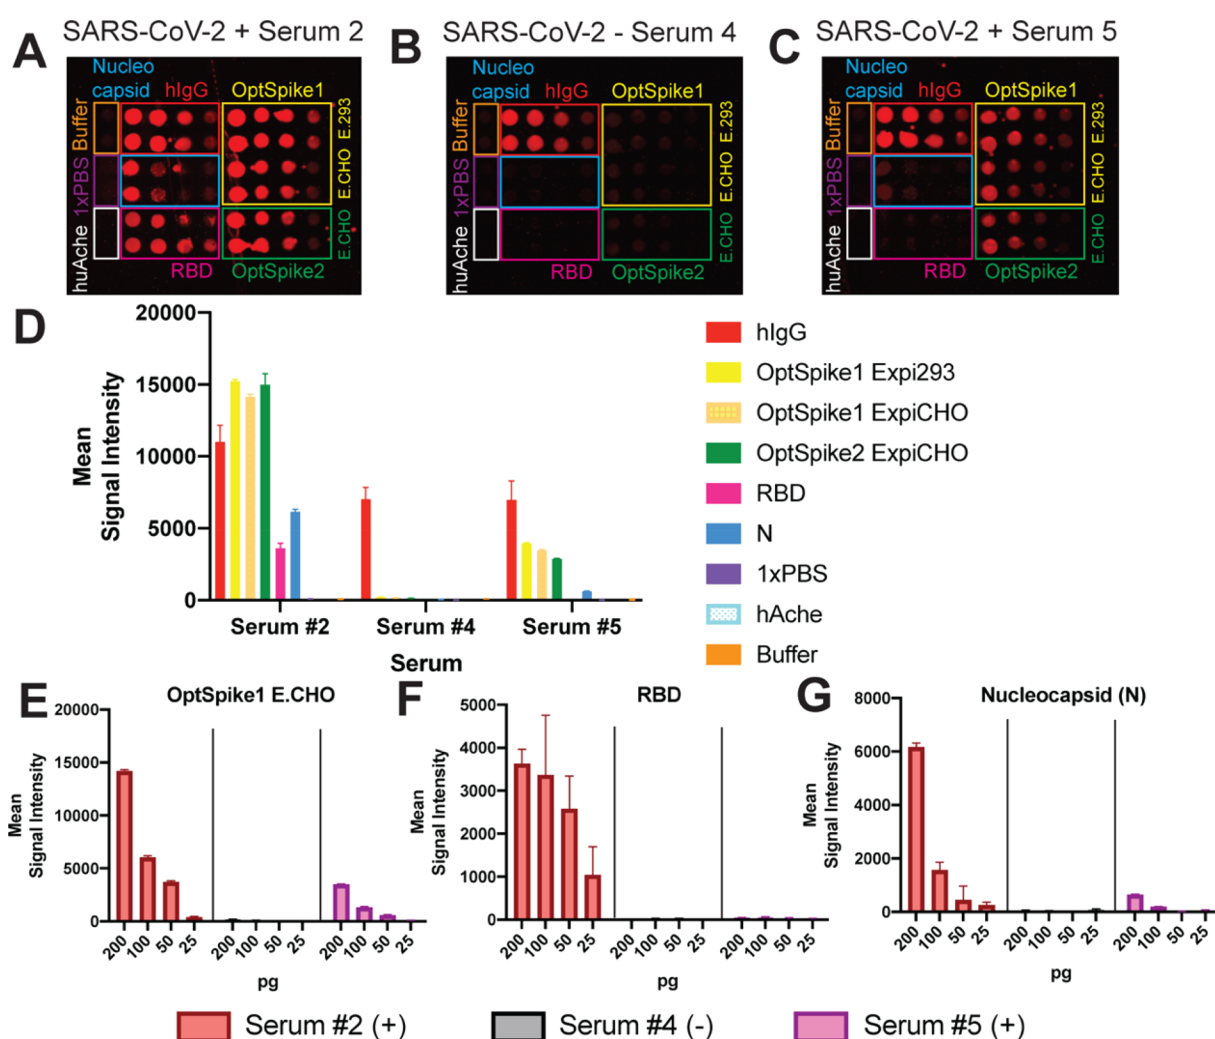 SARS-CoV-2 + Serum 2
SARS-CoV-2 - Serum 4
SARS-CoV-2 + Serum 5
A
Nucleo
capsid
hIgG
OptSpike1
Buffer
1xPBS
huAche
E.293
E.CHO
E.CHO
RBD
OptSpike2
B
Nucleo
capsid
hIgG
OptSpike1
Buffer
1xPBS
huAche
E.293
E.CHO
E.CHO
RBD
OptSpike2
C
Nucleo
capsid
hIgG
OptSpike1
Buffer
1xPBS
huAche
E.293
E.CHO
E.CHO
RBD
OptSpike2
D
Mean
Signal Intensity
20000
15000
10000
5000
0
Serum #2
Serum #4
Serum #5
Serum
hIgG
OptSpike1 Expi293
OptSpike1 ExpiCHO
OptSpike2 ExpiCHO
RBD
N
1xPBS
hAche
Buffer
E
OptSpike1 E.CHO
Mean
Signal Intensity
20000
15000
10000
5000
0
200 100 50 25 200 100 50 25 200 100 50 25
pg
F
RBD
Mean
Signal Intensity
5000
4000
3000
2000
1000
0
200 100 50 25 200 100 50 25 200 100 50 25
pg
G
Nucleocapsid (N)
Mean
Signal Intensity
8000
6000
4000
2000
0
200 100 50 25 200 100 50 25 200 100 50 25
pg
Serum #2 (+)
Serum #4 (-)
Serum #5 (+)